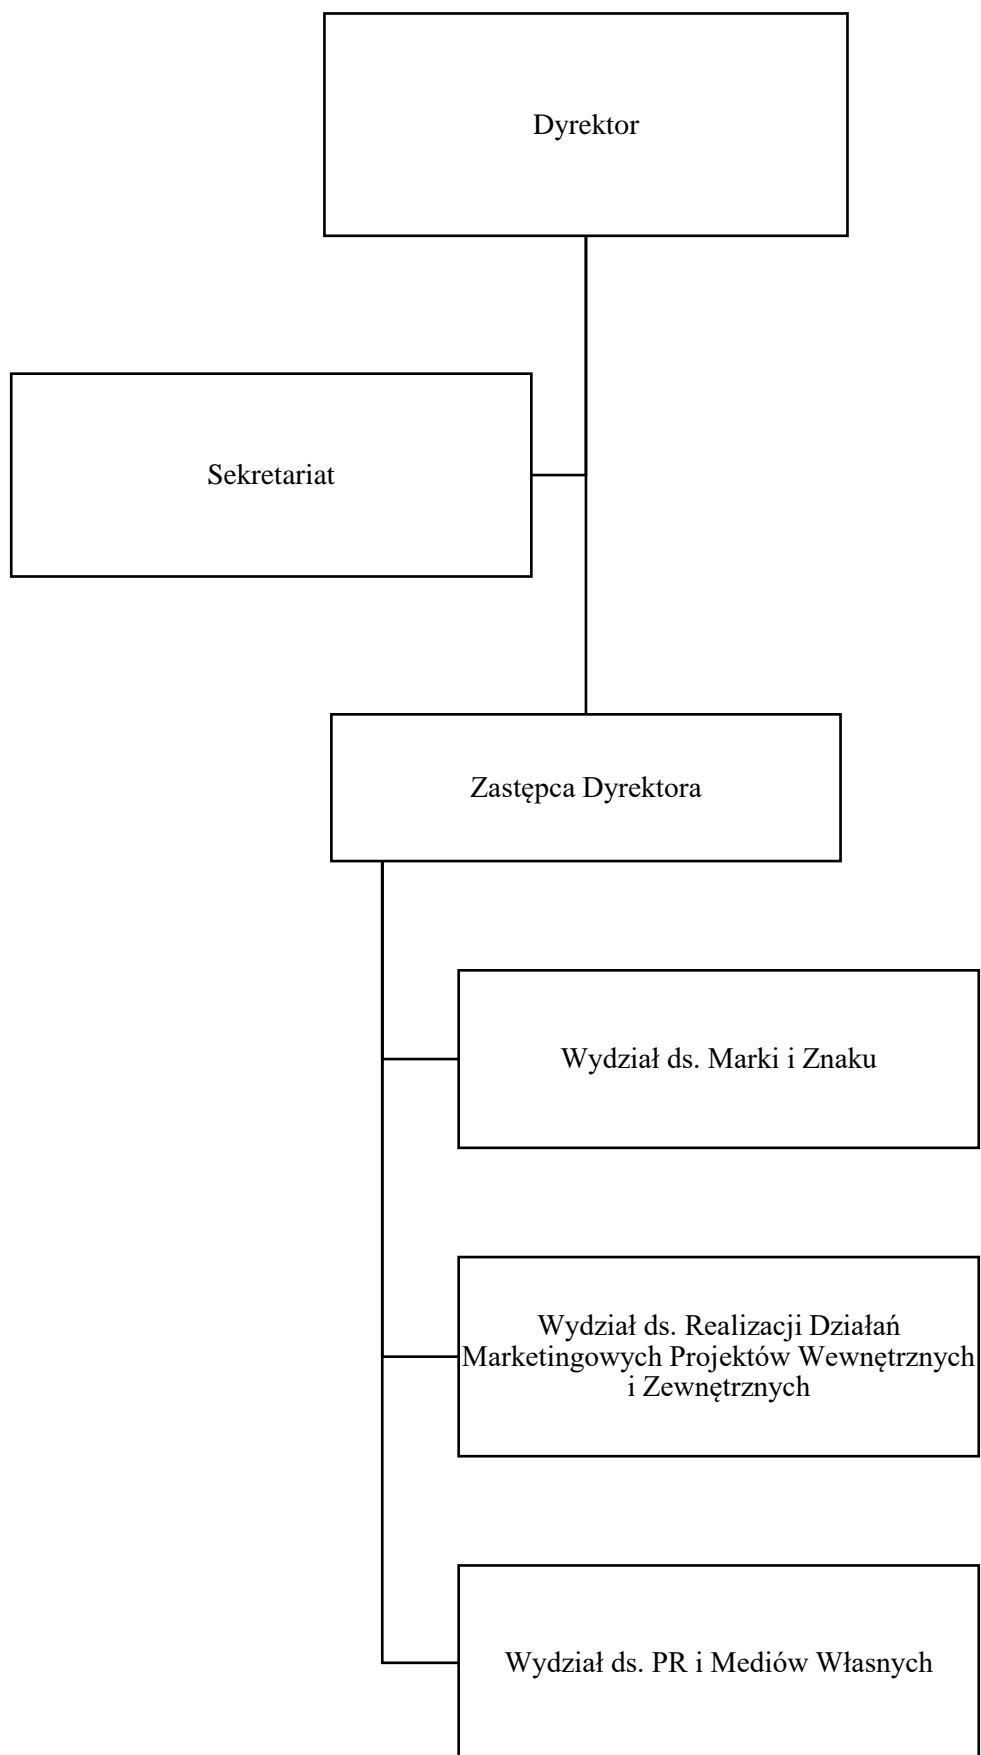 Dyrektor
Sekretariat
Zastępca Dyrektora
Wydział ds. Marki i Znaku
Wydział ds. Realizacji Działań
Marketingowych Projektów Wewnętrznych
i Zewnętrznych
Wydział ds. PR i Mediów Własnych